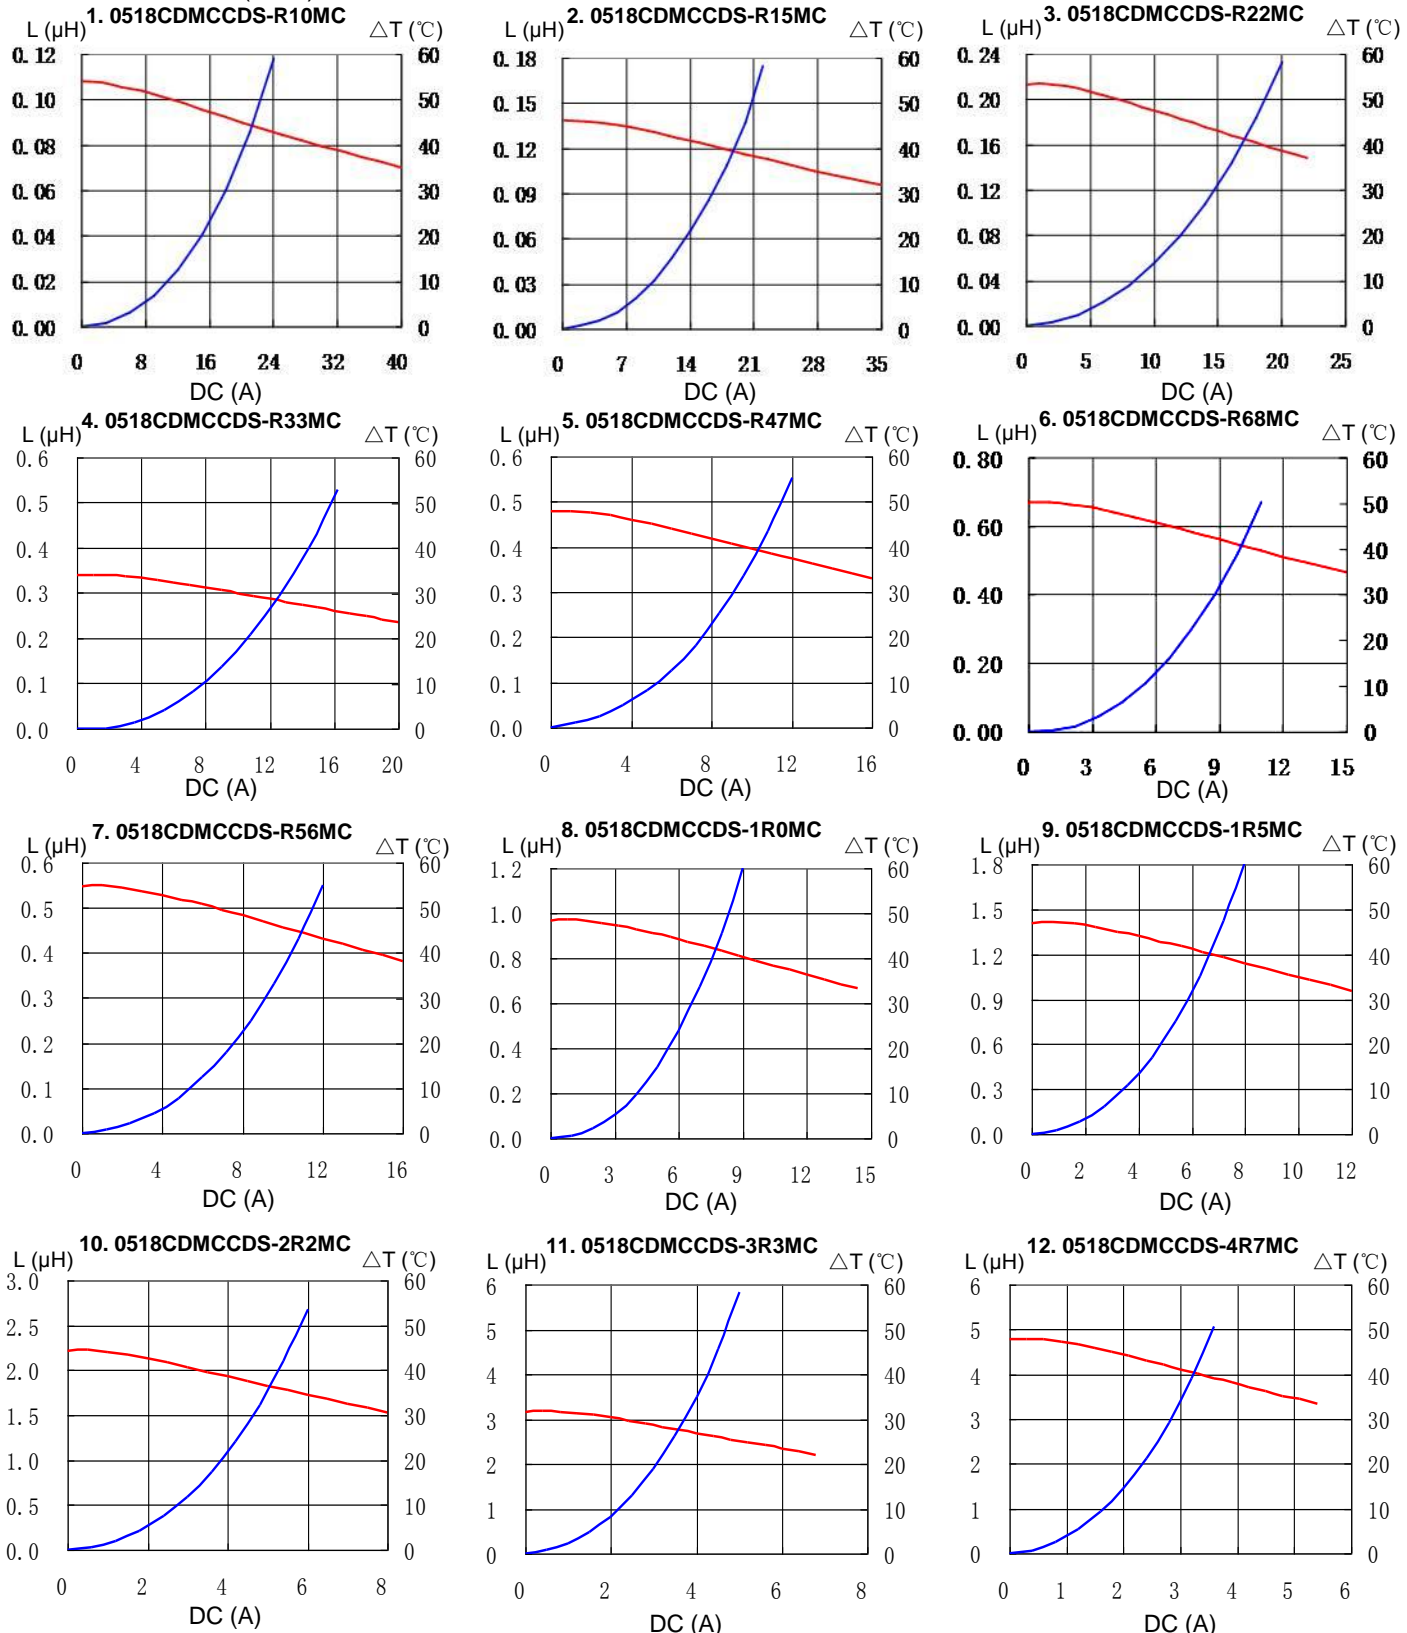 1. 0518CDMCCDS-R10MC
L (μH) △T (℃)
0.12 60
0.10 50
0.08 40
0.06 30
0.04 20
0.02 10
0.00 0
0 8 16 24 32 40
DC (A)
2. 0518CDMCCDS-R15MC
L (μH) △T (℃)
0.18 60
0.15 50
0.12 40
0.09 30
0.06 20
0.03 10
0.00 0
0 7 14 21 28 35
DC (A)
3. 0518CDMCCDS-R22MC
L (μH) △T (℃)
0.24 60
0.20 50
0.16 40
0.12 30
0.08 20
0.04 10
0.00 0
0 5 10 15 20 25
DC (A)
4. 0518CDMCCDS-R33MC
L (μH) △T (℃)
0.6 60
0.5 50
0.4 40
0.3 30
0.2 20
0.1 10
0.0 0
0 4 8 12 16 20
DC (A)
5. 0518CDMCCDS-R47MC
L (μH) △T (℃)
0.6 60
0.5 50
0.4 40
0.3 30
0.2 20
0.1 10
0.0 0
0 4 8 12 16
DC (A)
6. 0518CDMCCDS-R68MC
L (μH) △T (℃)
0.80 60
50
0.60
40
0.40 30
20
0.20
10
0.00 0
0 3 6 9 12 15
DC (A)
7. 0518CDMCCDS-R56MC
L (μH) △T (℃)
0.6 60
0.5 50
0.4 40
0.3 30
0.2 20
0.1 10
0.0 0
0 4 8 12 16
DC (A)
8. 0518CDMCCDS-1R0MC
L (μH) △T (℃)
1.2 60
1.0 50
0.8 40
0.6 30
0.4 20
0.2 10
0.0 0
0 3 6 9 12 15
DC (A)
9. 0518CDMCCDS-1R5MC
L (μH) △T (℃)
1.8 60
1.5 50
1.2 40
0.9 30
0.6 20
0.3 10
0.0 0
0 2 4 6 8 10 12
DC (A)
10. 0518CDMCCDS-2R2MC
L (μH) △T (℃)
3.0 60
2.5 50
2.0 40
1.5 30
1.0 20
0.5 10
0.0 0
0 2 4 6 8
DC (A)
11. 0518CDMCCDS-3R3MC
L (μH) △T (℃)
6 60
5 50
4 40
3 30
2 20
1 10
0 0
0 2 4 6 8
DC (A)
12. 0518CDMCCDS-4R7MC
L (μH) △T (℃)
6 60
5 50
4 40
3 30
2 20
1 10
0 0
0 1 2 3 4 5 6
DC (A)